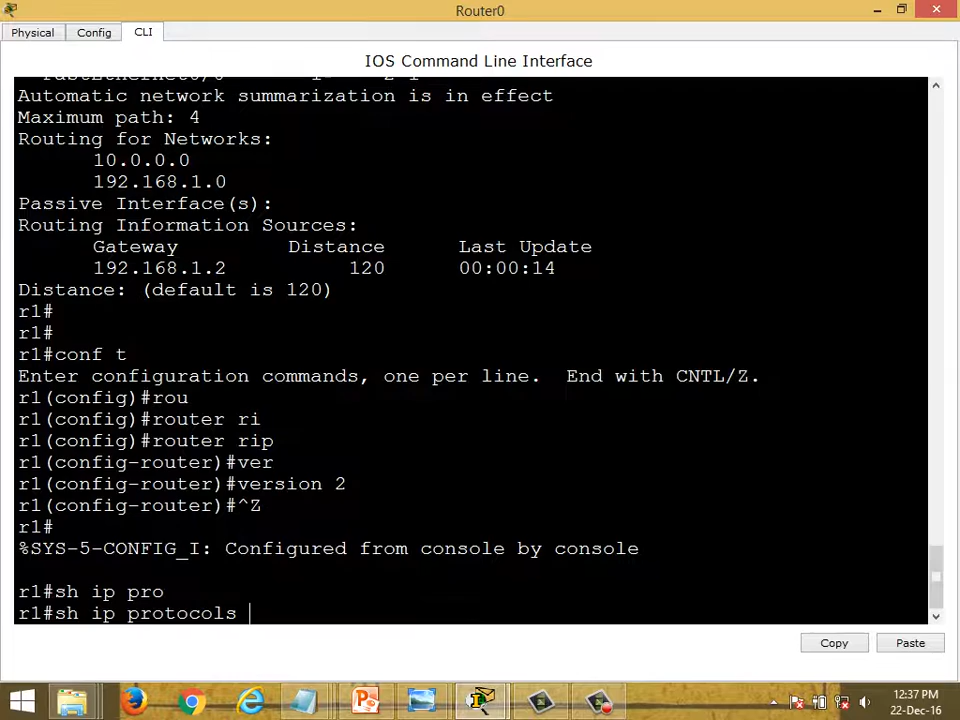 Router0
Physical Config CLI
IOS Command Line Interface
Automatic network summarization is in effect
Maximum path: 4
Routing for Networks:
10.0.0.0
192.168.1.0
Passive Interface(s):
Routing Information Sources:
Gateway Distance Last Update
192.168.1.2 120 00:00:14
Distance: (default is 120)
r1#
r1#
r1#conf t
Enter configuration commands, one per line.  End with CNTL/Z.
r1(config)#rou
r1(config)#router ri
r1(config)#router rip
r1(config-router)#ver
r1(config-router)#version 2
r1(config-router)#^Z
r1#
%SYS-5-CONFIG_I: Configured from console by console
r1#sh ip pro
r1#sh ip protocols
Copy Paste
12:37 PM
22-Dec-16